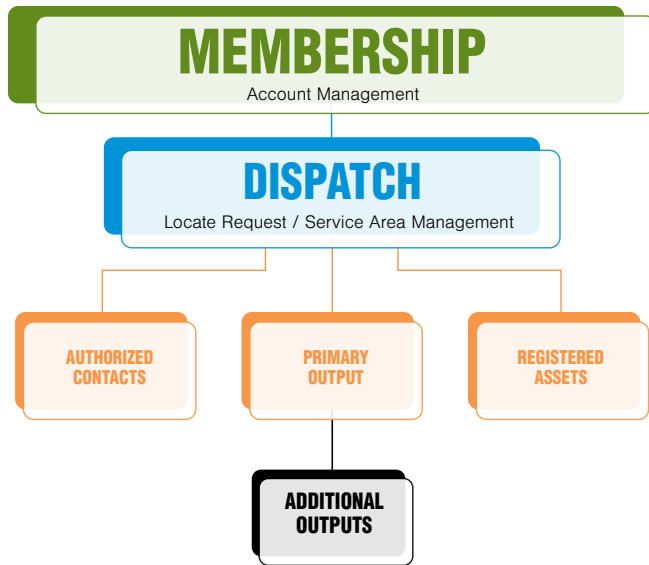 MEMBERSHIP
Account Management
DISPATCH
Locate Request / Service Area Management
AUTHORIZED
CONTACTS
PRIMARY
OUTPUT
REGISTERED
ASSETS
ADDITIONAL
OUTPUTS